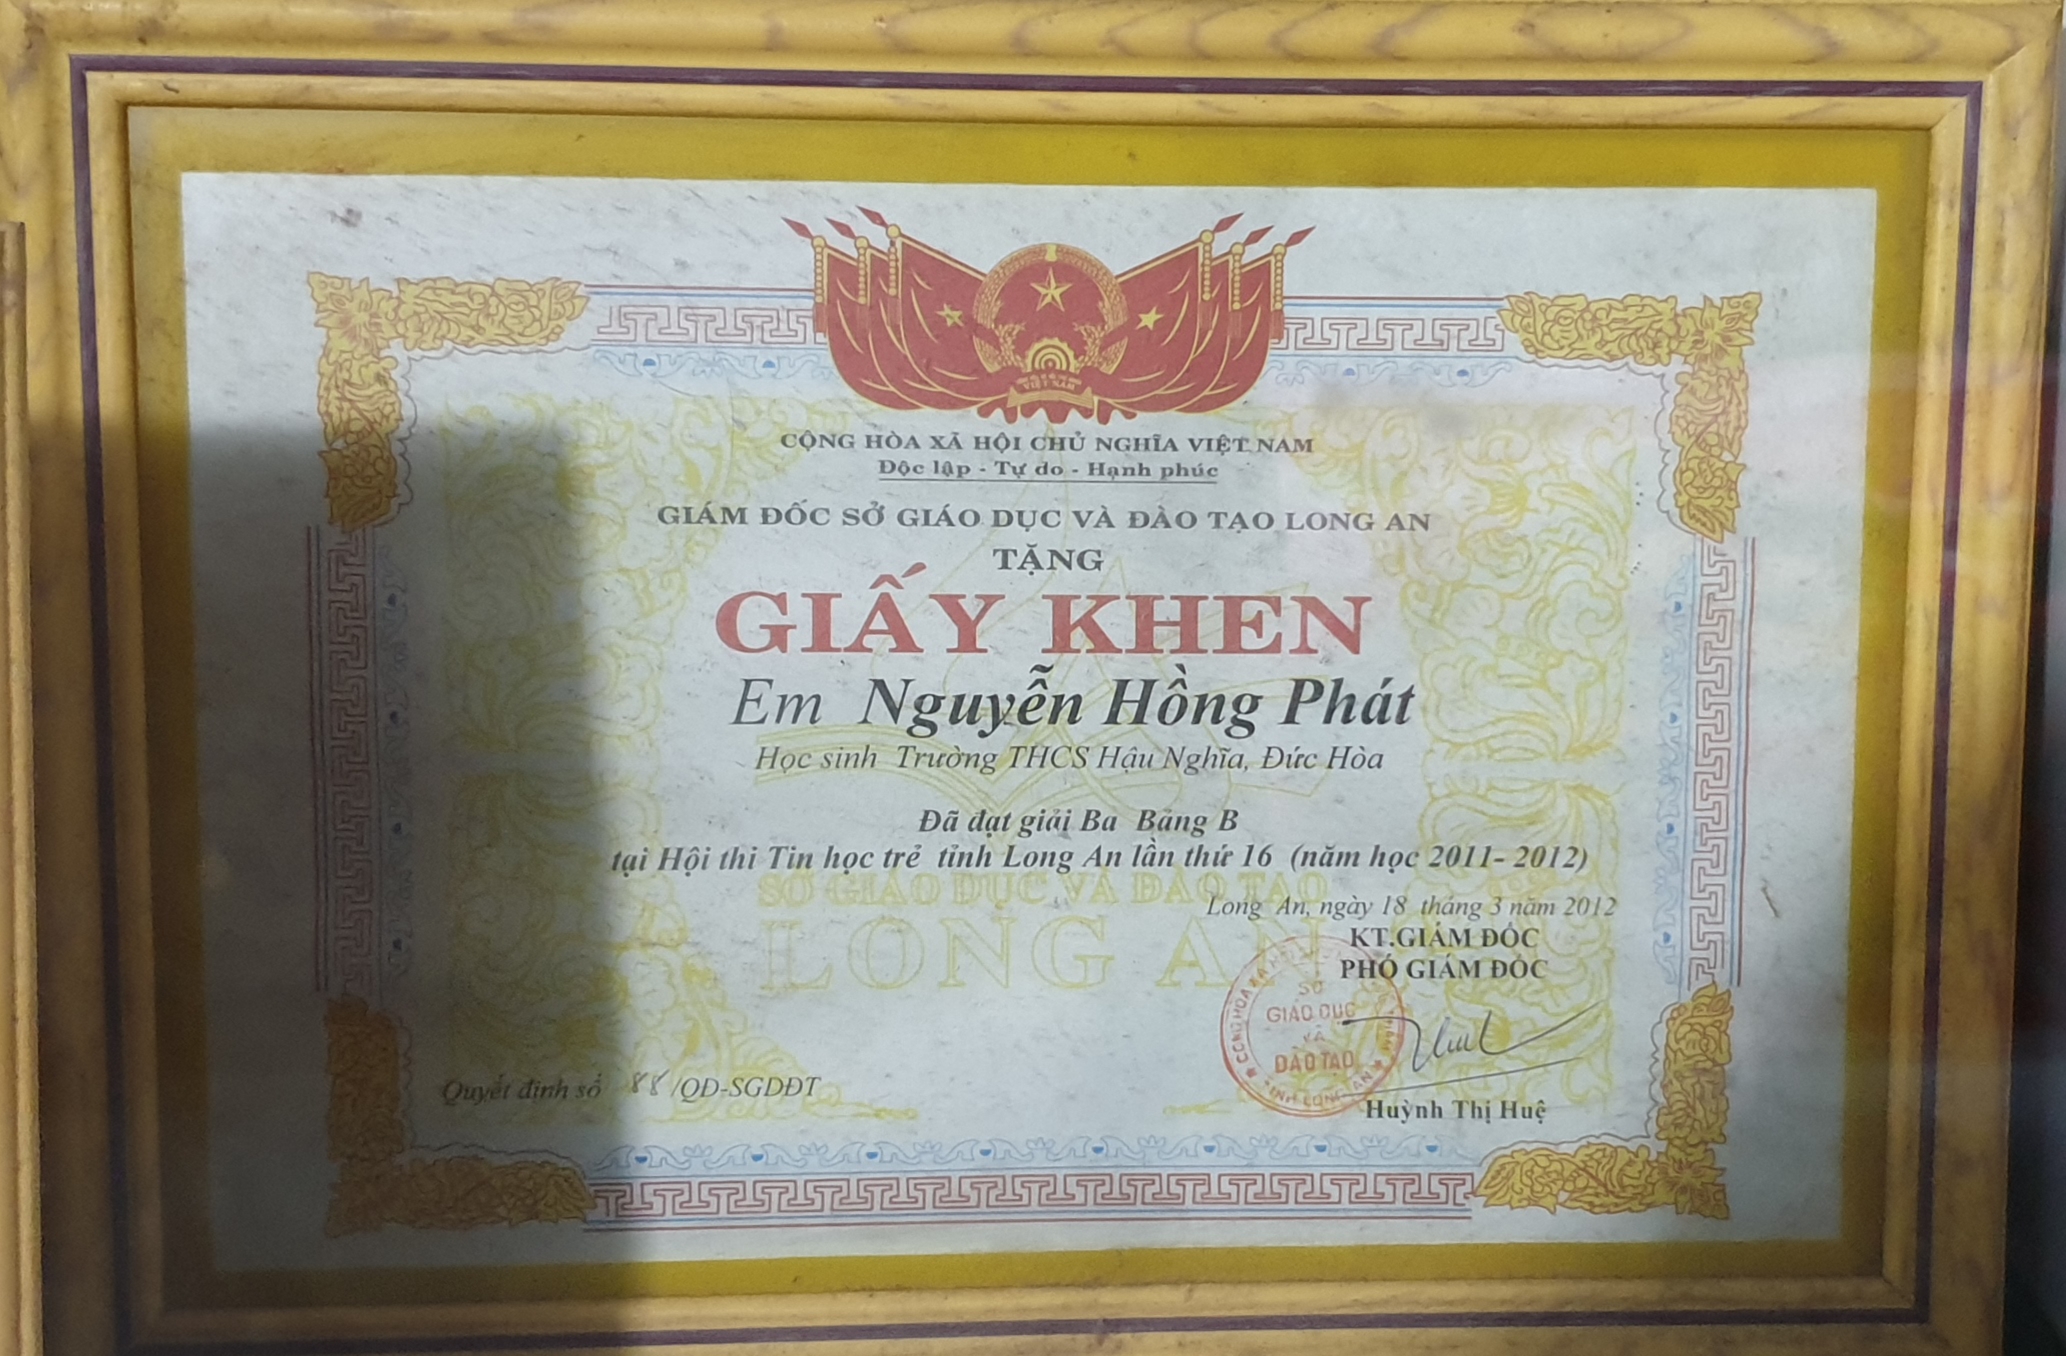 VIỆT NAM
CỘNG HÒA XÃ HỘI CHỦ NGHĨA VIỆT NAM
Độc lập - Tự do - Hạnh phúc
GIÁM ĐỐC SỞ GIÁO DỤC VÀ ĐÀO TẠO LONG AN
TẶNG
GIẤY KHEN
Em Nguyễn Hồng Phát
Học sinh Trường THCS Hậu Nghĩa, Đức Hòa
Đã đạt giải Ba Bảng B
tại Hội thi Tin học trẻ tỉnh Long An lần thứ 16 (năm học 2011- 2012)
SỞ GIÁO DỤC VÀ ĐÀO TẠO
LONG AN
Long An, ngày 18 tháng 3 năm 2012
KT.GIÁM ĐỐC
PHÓ GIÁM ĐỐC
SỞ
GIÁO DỤC
VÀ
ĐÀO TẠO
Quyết định số 88/QĐ-SGDĐT
Huỳnh Thị Huệ